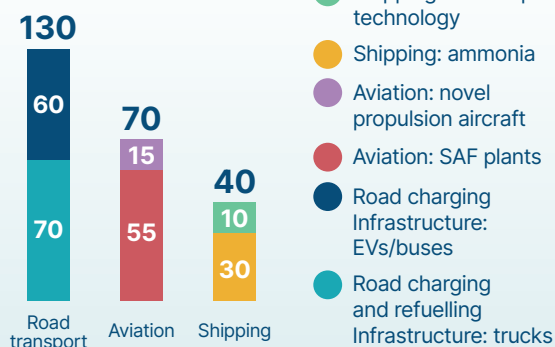 130
60
70
Road
transport
70
15
55
Aviation
40
10
30
Shipping
technology
Shipping: ammonia
Aviation: novel
propulsion aircraft
Aviation: SAF plants
Road charging
Infrastructure:
EVs/buses
Road charging
and refuelling
Infrastructure: trucks